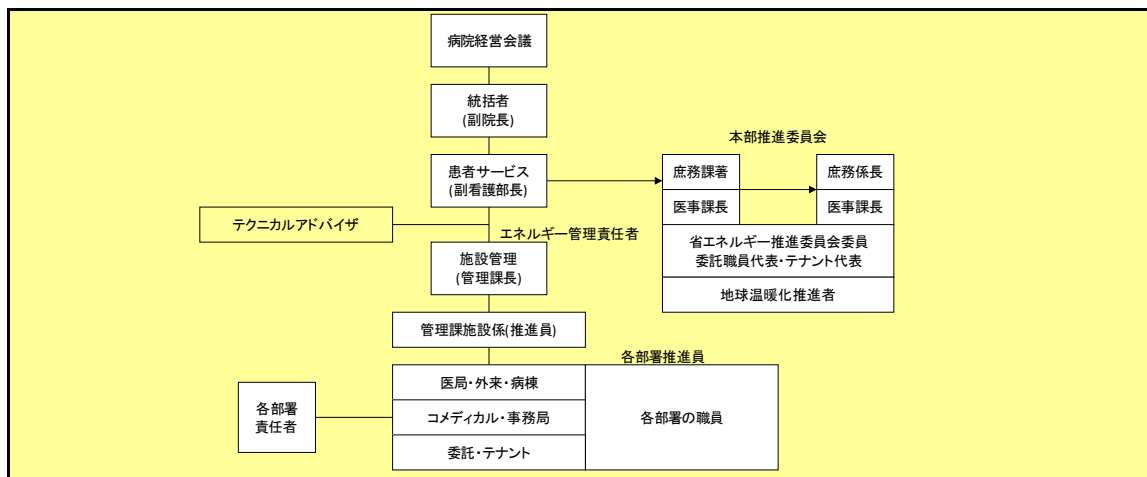 病院経営会議
統括者
(副院長)
本部推進委員会
患者サービス
(副看護部長)
庶務課著
庶務係長
医事課長
医事課長
テクニカルアドバイザ
エネルギー管理責任者
省エネルギー推進委員会委員
委託職員代表・テナント代表
施設管理
(管理課長)
地球温暖化推進者
管理課施設係(推進員)
各部署推進員
医局・外来・病棟
各部署
責任者
コメディカル・事務局
各部署の職員
委託・テナント